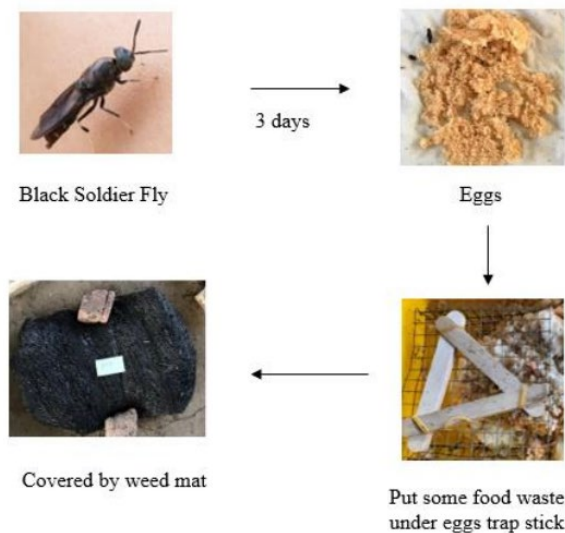 3 days
Black Soldier Fly
Eggs
Covered by weed mat
Put some food waste
under eggs trap stick